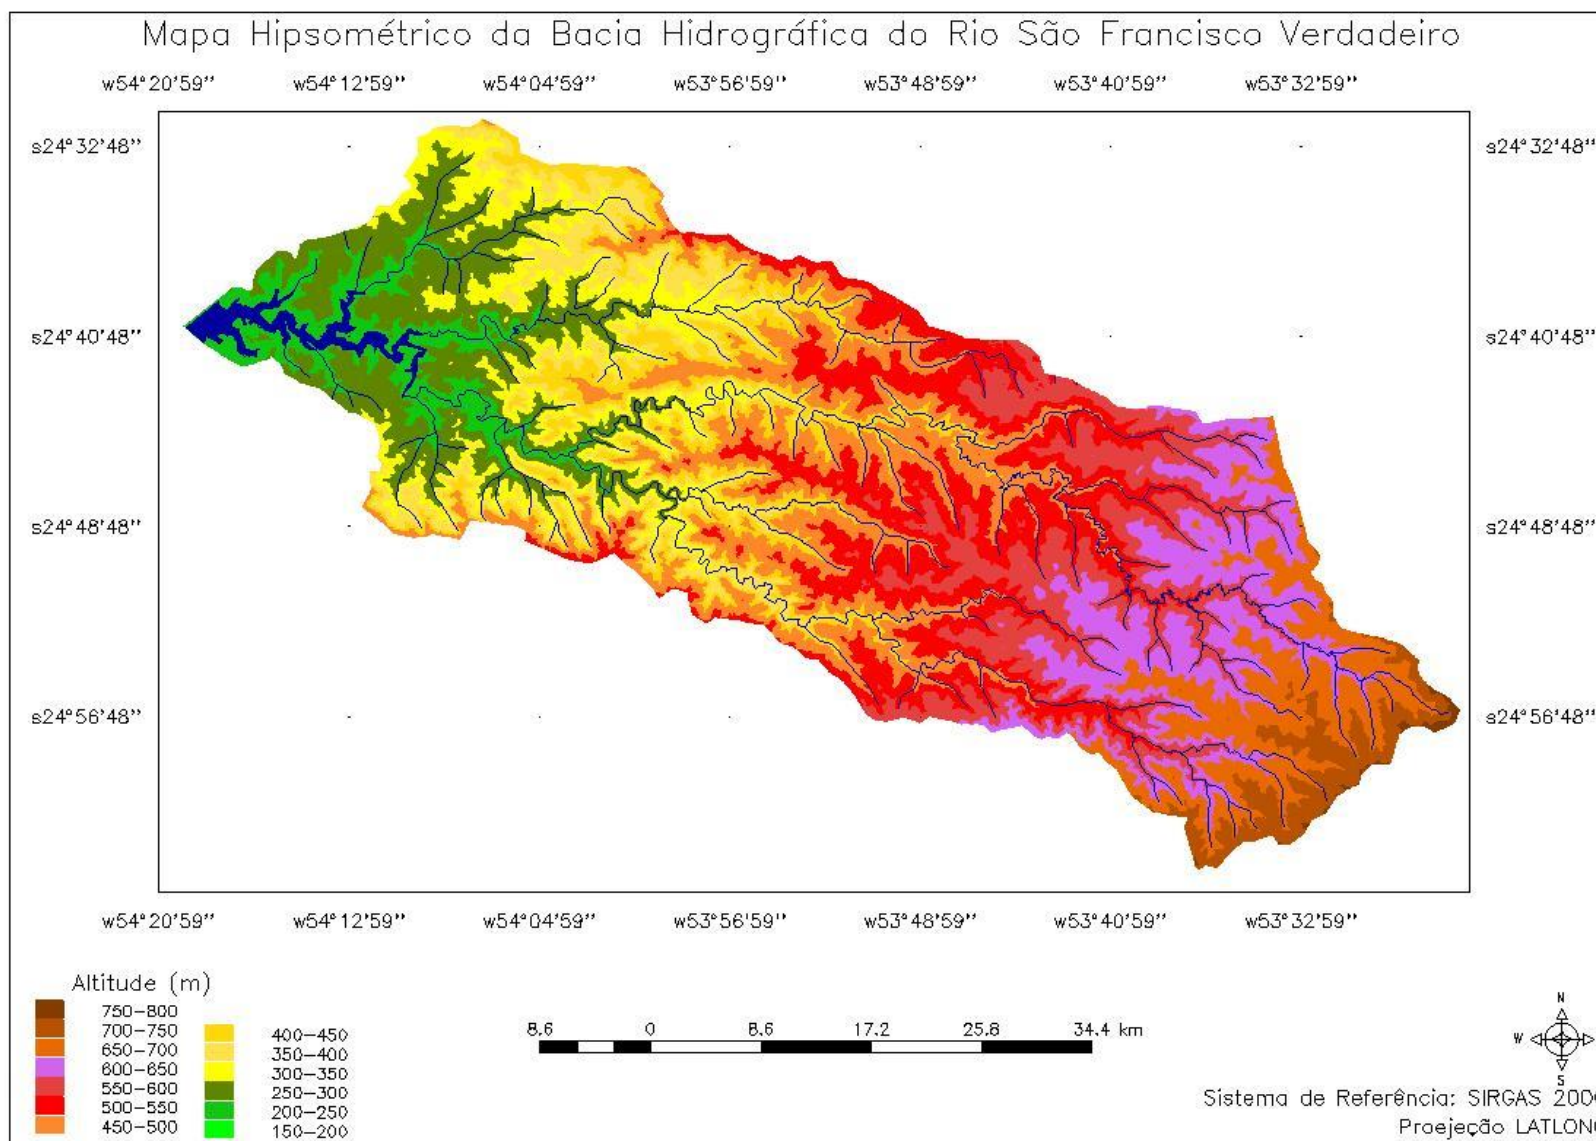 Mapa Hipsométrico da Bacia Hidrográfica do Rio São Francisco Verdadeiro
w54°20'59'' w54°12'59'' w54°04'59'' w53°56'59'' w53°48'59'' w53°40'59'' w53°32'59''
s24°32'48'' s24°32'48''
s24°40'48'' s24°40'48''
s24°48'48'' s24°48'48''
s24°56'48'' s24°56'48''
w54°20'59'' w54°12'59'' w54°04'59'' w53°56'59'' w53°48'59'' w53°40'59'' w53°32'59''
Altitude (m)
750-800
700-750
650-700
600-650
550-600
500-550
450-500
400-450
350-400
300-350
250-300
200-250
150-200
8.6 0 8.6 17.2 25.8 34.4 km
N
W
S
Sistema de Referência: SIRGAS 200
Proejeção LATLON